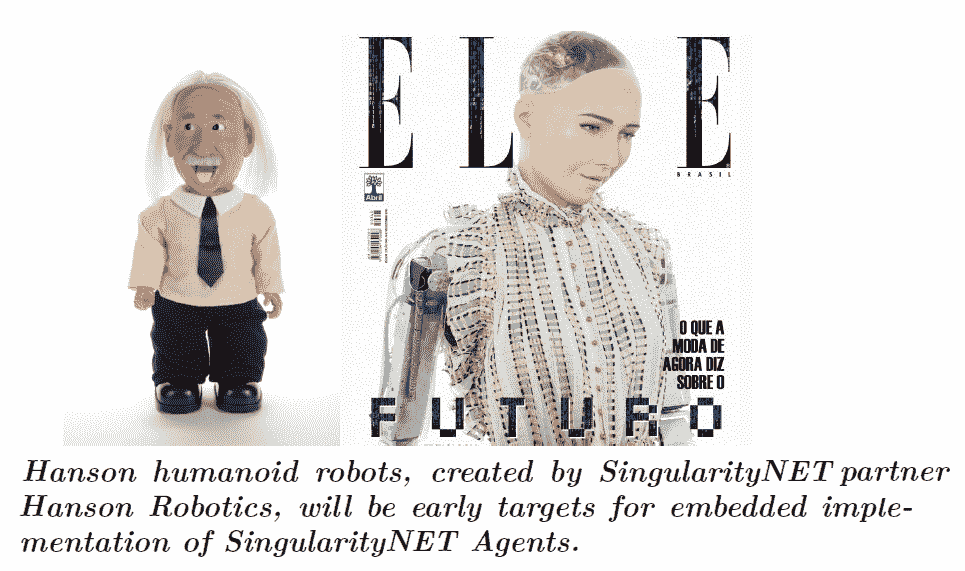 ELLE
BRASIL
Abril
O QUE A
MODA DE
AGORA DIZ
SOBRE O
FUTURO
Hanson humanoid robots, created by SingularityNET partner
Hanson Robotics, will be early targets for embedded imple-
mentation of SingularityNET Agents.